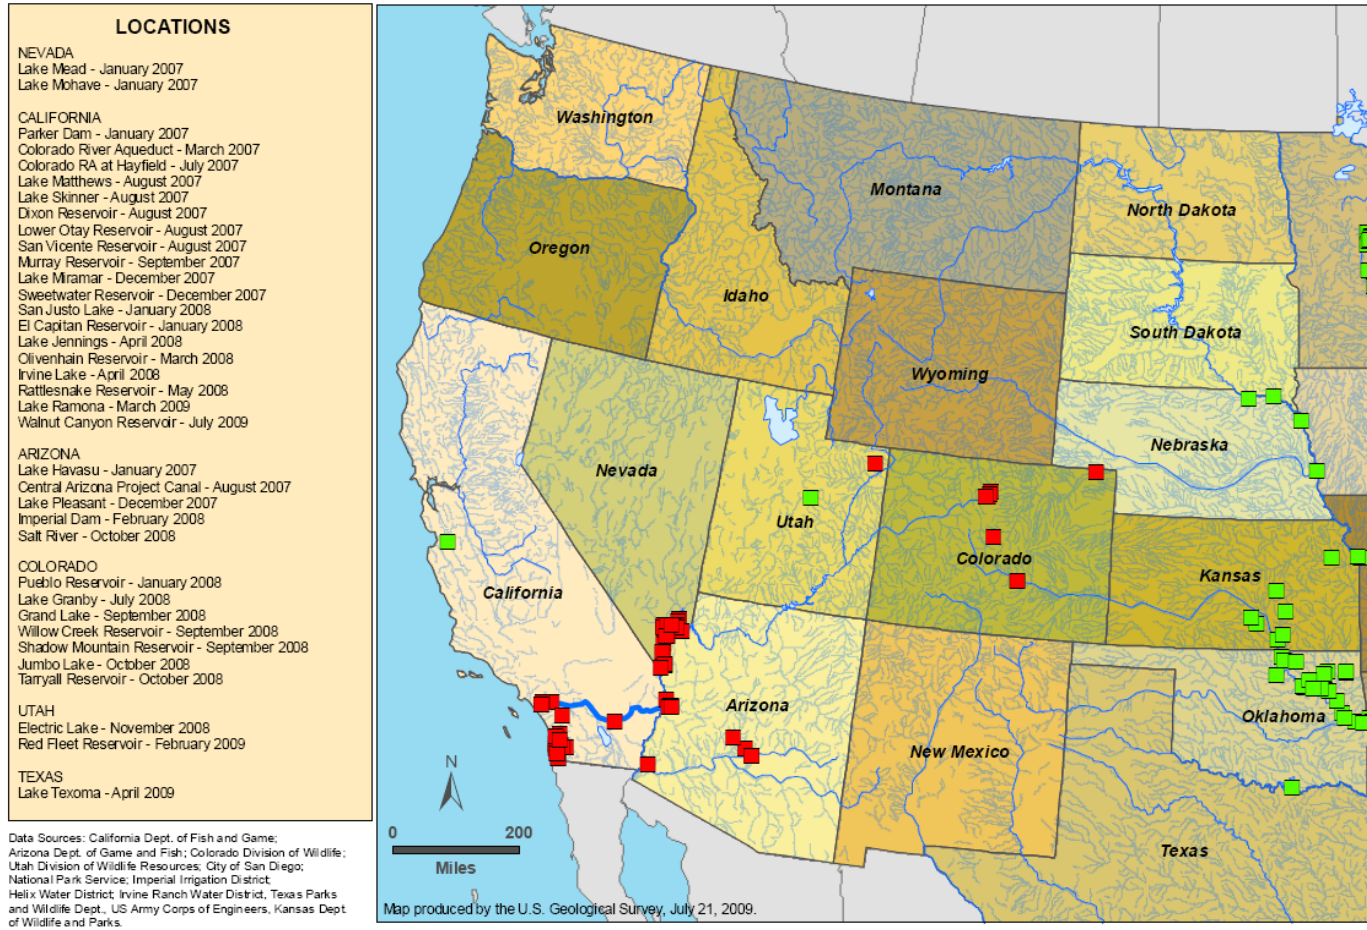 LOCATIONS
NEVADA
Lake Mead - January 2007
Lake Mohave - January 2007
CALIFORNIA
Parker Dam - January 2007
Colorado River Aqueduct - March 2007
Colorado RA at Hayfield - July 2007
Lake Matthews - August 2007
Lake Skinner - August 2007
Dixon Reservoir - August 2007
Lower Otay Reservoir - August 2007
San Vicente Reservoir - August 2007
Murray Reservoir - September 2007
Lake Miramar - December 2007
Sweetwater Reservoir - December 2007
San Justo Lake - January 2008
El Capitan Reservoir - January 2008
Lake Jennings - April 2008
Olivenhain Reservoir - March 2008
Irvine Lake - April 2008
Rattlesnake Reservoir - May 2008
Lake Ramona - March 2009
Walnut Canyon Reservoir - July 2009
ARIZONA
Lake Havasu - January 2007
Central Arizona Project Canal - August 2007
Lake Pleasant - December 2007
Imperial Dam - February 2008
Salt River - October 2008
COLORADO
Pueblo Reservoir - January 2008
Lake Granby - July 2008
Grand Lake - September 2008
Willow Creek Reservoir - September 2008
Shadow Mountain Reservoir - September 2008
Jumbo Lake - October 2008
Tarryall Reservoir - October 2008
UTAH
Electric Lake - November 2008
Red Fleet Reservoir - February 2009
TEXAS
Lake Texoma - April 2009
Data Sources: California Dept. of Fish and Game;
Arizona Dept. of Game and Fish; Colorado Division of Wildlife;
Utah Division of Wildlife Resources; City of San Diego;
National Park Service; Imperial Irrigation District;
Helix Water District; Irvine Ranch Water District, Texas Parks
and Wildlife Dept., US Army Corps of Engineers, Kansas Dept.
of Wildlife and Parks.
Washington
Montana
North Dakota
Oregon
Idaho
South Dakota
Wyoming
Nebraska
Nevada
Utah
Colorado
Kansas
California
Arizona
Oklahoma
New Mexico
Texas
N
0 200
Miles
Map produced by the U.S. Geological Survey, July 21, 2009.